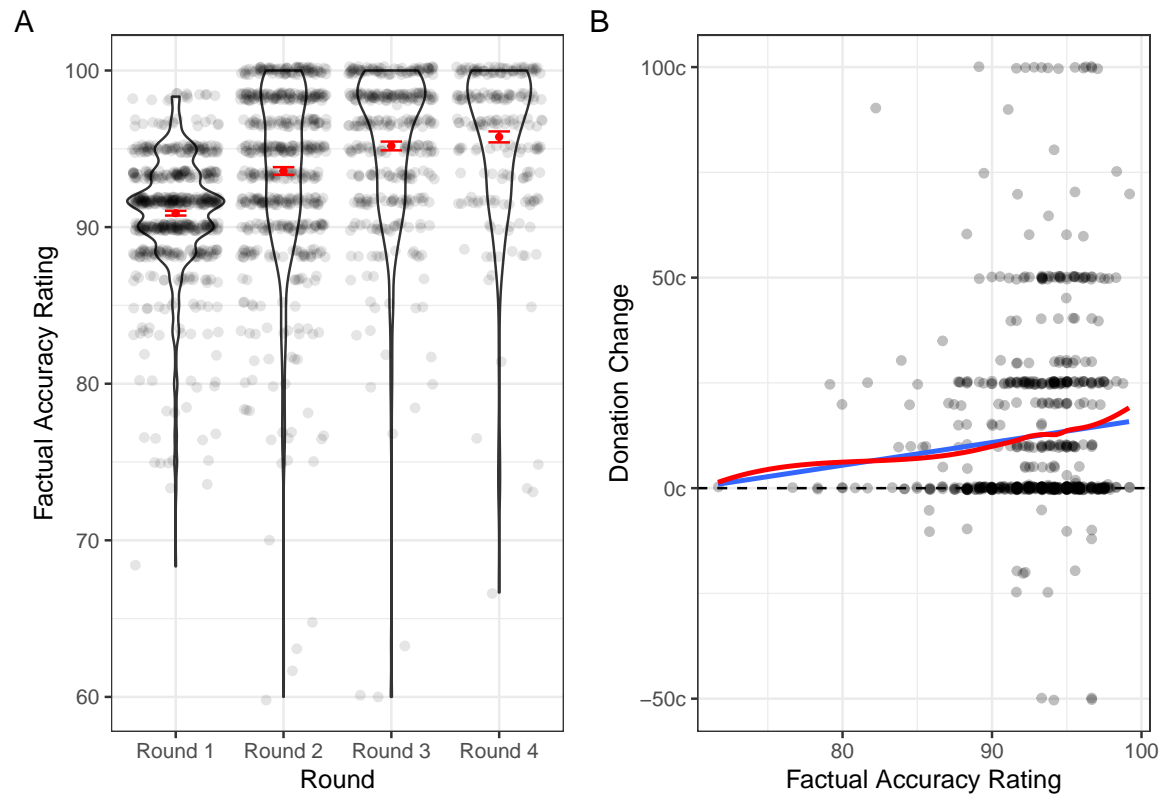 A
Factual Accuracy Rating
100
90
80
70
60
Round 1 Round 2 Round 3 Round 4
Round
B
Donation Change
100c
50c
0c
−50c
80 90 100
Factual Accuracy Rating